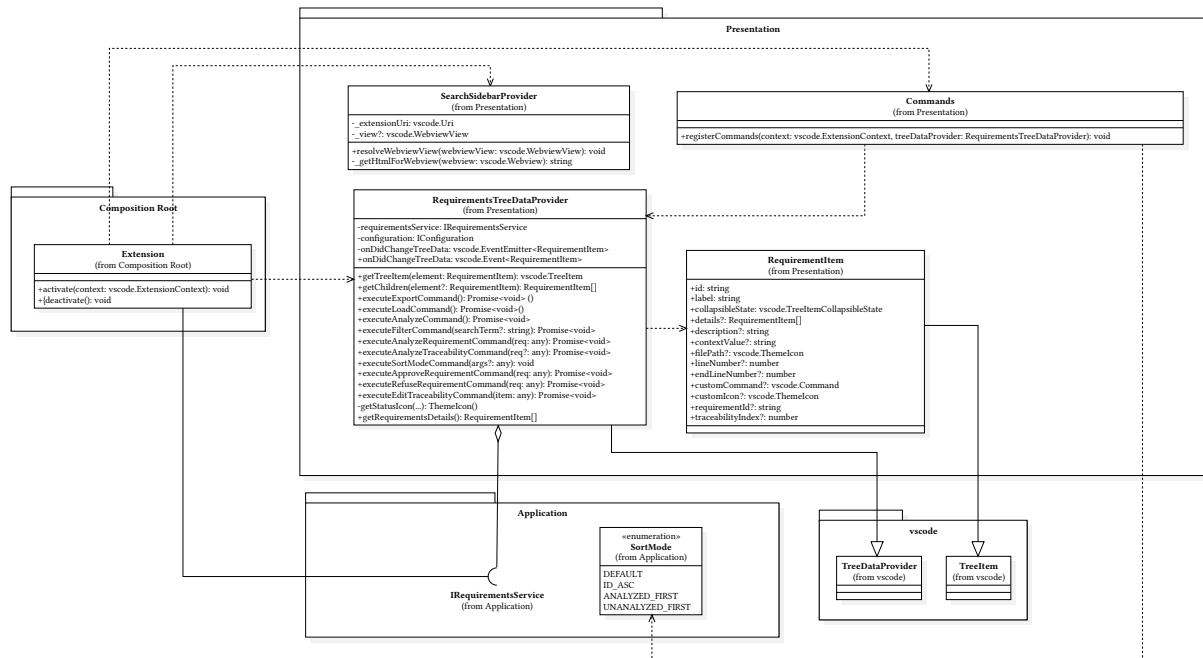 Presentation
SearchSidebarProvider
(from Presentation)
-_extensionUri: vscode.Uri
-_view?: vscode.WebviewView
+resolveWebviewView(webviewView: vscode.WebviewView): void
-_getHtmlForWebview(webview: vscode.Webview): string
Commands
(from Presentation)
+registerCommands(context: vscode.ExtensionContext, treeDataProvider: RequirementsTreeDataProvider): void
Composition Root
Extension
(from Composition Root)
+activate(context: vscode.ExtensionContext): void
+{deactivate(): void
RequirementsTreeDataProvider
(from Presentation)
-requirementsService: IRequirementsService
-configuration: IConfiguration
-onDidChangeTreeData: vscode.EventEmitter<RequirementItem>
+onDidChangeTreeData: vscode.Event<RequirementItem>
+getTreeItem(element: RequirementItem): vscode.TreeItem
+getChildren(element?: RequirementItem): RequirementItem[]
+executeExportCommand(): Promise<void> ()
+executeLoadCommand(): Promise<void>()
+executeAnalyzeCommand(): Promise<void>
+executeFilterCommand(searchTerm?: string): Promise<void>
+executeAnalyzeRequirementCommand(req: any): Promise<void>
+executeAnalyzeTraceabilityCommand(req?: any): Promise<void>
+executeSortModeCommand(args?: any): void
+executeApproveRequirementCommand(req: any): Promise<void>
+executeRefuseRequirementCommand(req: any): Promise<void>
+executeEditTraceabilityCommand(item: any): Promise<void>
-getStatusIcon(...): ThemeIcon()
+getRequirementsDetails(): RequirementItem[]
RequirementItem
(from Presentation)
+id: string
+label: string
+collapsibleState: vscode.TreeItemCollapsibleState
+details?: RequirementItem[]
+description?: string
+contextValue?: string
+filePath?: vscode.ThemeIcon
+lineNumber?: number
+endLineNumber?: number
+customCommand?: vscode.Command
+customIcon?: vscode.ThemeIcon
+requirementId?: string
+traceabilityIndex?: number
Application
IRequirementsService
(from Application)
«enumeration»
SortMode
(from Application)
DEFAULT
ID_ASC
ANALYZED_FIRST
UNANALYZED_FIRST
vscode
TreeDataProvider
(from vscode)
TreeItem
(from vscode)